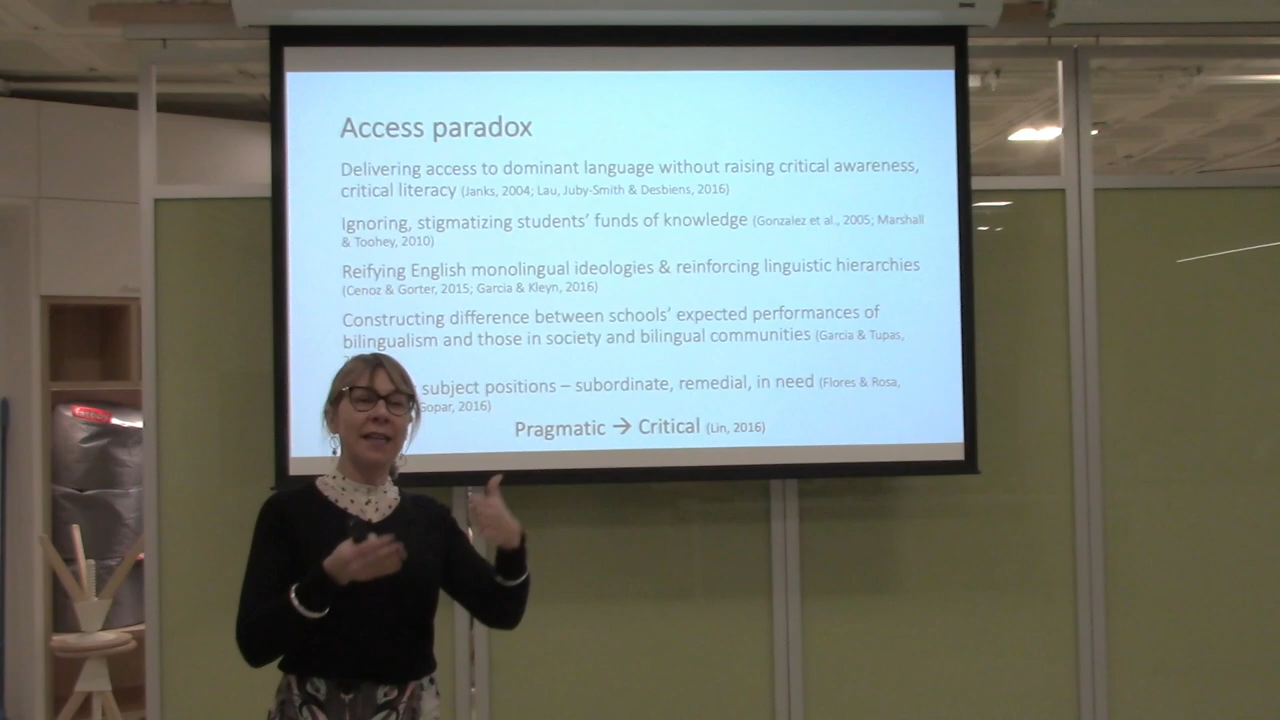 Access paradox
Delivering access to dominant language without raising critical awareness,
critical literacy (Janks, 2004; Lau, Juby-Smith & Desbiens, 2016)
Ignoring, stigmatizing students' funds of knowledge (Gonzalez et al., 2005; Marshall
& Toohey, 2010)
Reifying English monolingual ideologies & reinforcing linguistic hierarchies
(Cenoz & Gorter, 2015; Garcia & Kleyn, 2016)
Constructing difference between schools' expected performances of
bilingualism and those in society and bilingual communities (Garcia & Tupas,
subject positions – subordinate, remedial, in need (Flores & Rosa,
Gopar, 2016)
Pragmatic → Critical (Lin, 2016)